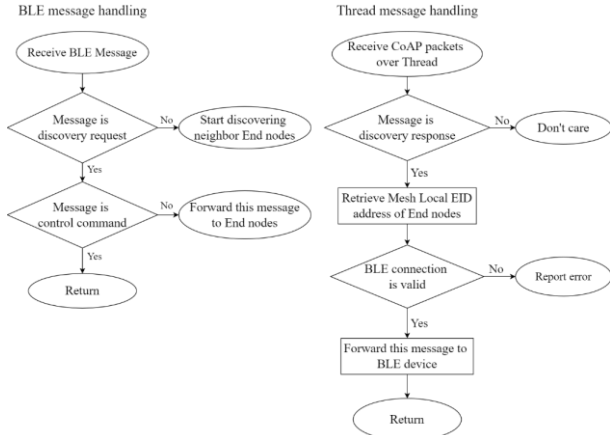 BLE message handling
Receive BLE Message
Message is
discovery request
No
Start discovering
neighbor End nodes
Yes
Message is
control command
No
Forward this message
to End nodes
Yes
Return
Thread message handling
Receive CoAP packets
over Thread
Message is
discovery response
No
Don't care
Yes
Retrieve Mesh Local EID
address of End nodes
BLE connection
is valid
No
Report error
Yes
Forward this message to
BLE device
Return